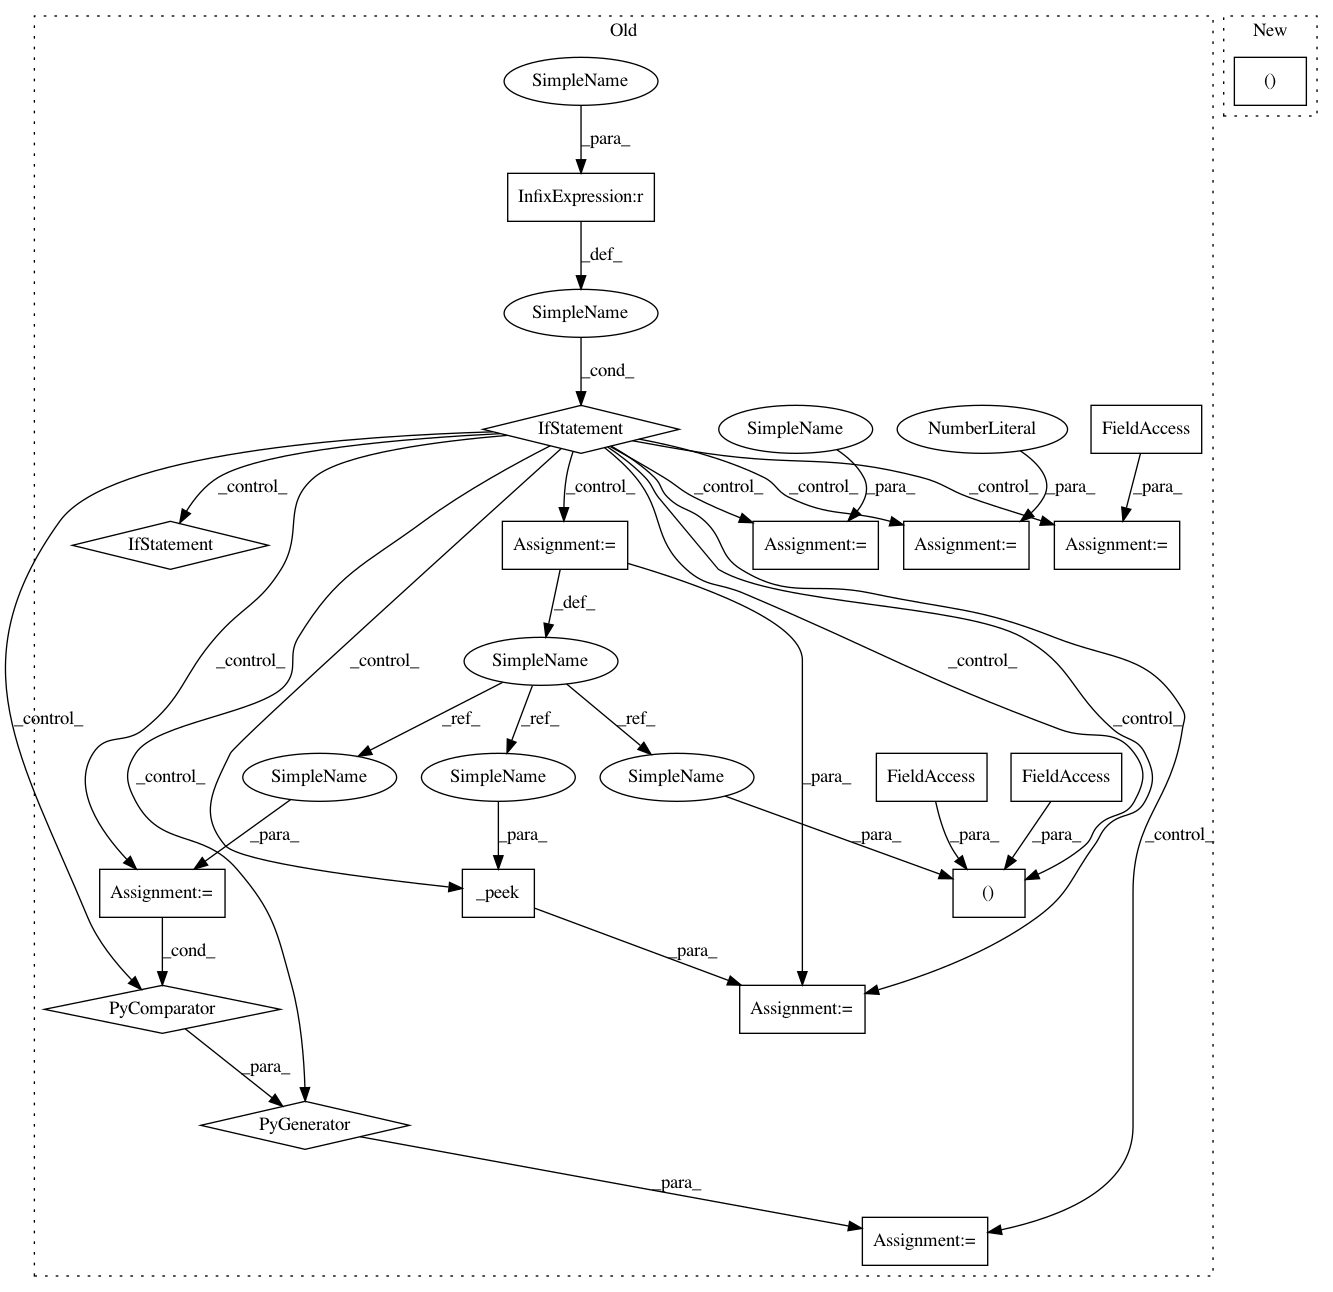 Old
New
SimpleName
()
_para_
InfixExpression:r
_def_
SimpleName
_cond_
IfStatement
SimpleName
NumberLiteral
FieldAccess
_control_
_control_
_control_
_para_
_control_
_para_
_control_
_para_
IfStatement
Assignment:=
Assignment:=
Assignment:=
Assignment:=
_def_
_control_
_control_
SimpleName
_control_
_control_
_ref_
_ref_
_ref_
_control_
_control_
SimpleName
SimpleName
SimpleName
_para_
FieldAccess
FieldAccess
_para_
_para_
_para_
_para_
_para_
_control_
Assignment:=
_peek
()
_cond_
_para_
PyComparator
Assignment:=
_para_
PyGenerator
_para_
Assignment:=